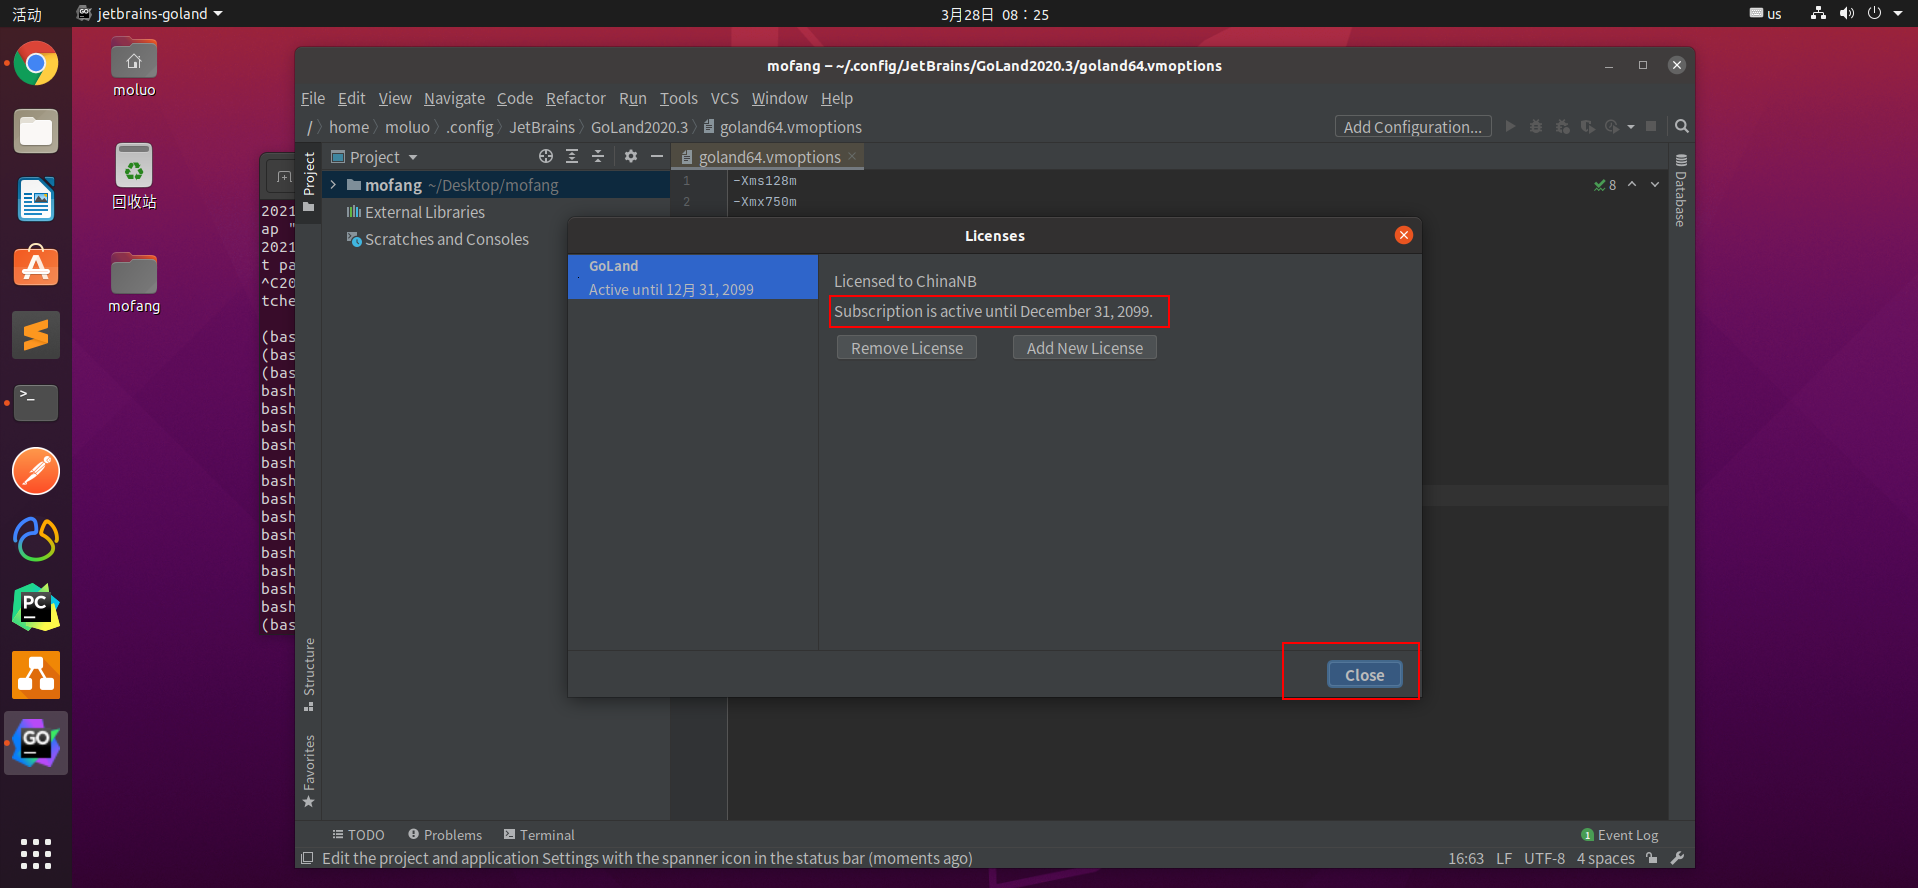 活动
jetbrains-goland
3月28日 08：25
us
moluo
回收站
mofang
mofang – ~/.config/JetBrains/GoLand2020.3/goland64.vmoptions
File Edit View Navigate Code Refactor Run Tools VCS Window Help
/ home moluo .config JetBrains GoLand2020.3 goland64.vmoptions
Add Configuration...
Project
Project
goland64.vmoptions
mofang ~/Desktop/mofang
External Libraries
Scratches and Consoles
1 -Xms128m
2 -Xmx750m
8
Database
2021
ap "
2021
t pa
^C20
tche
(bas
(bas
(bas
bash
bash
bash
bash
bash
bash
bash
bash
bash
bash
bash
bash
bash
(bas
Licenses
GoLand
Active until 12月 31, 2099
Licensed to ChinaNB
Subscription is active until December 31, 2099.
Remove License
Add New License
Close
Structure
Favorites
>_
PC
GO
TODO
Problems
Terminal
1 Event Log
Edit the project and application Settings with the spanner icon in the status bar (moments ago)
16:63 LF UTF-8 4 spaces